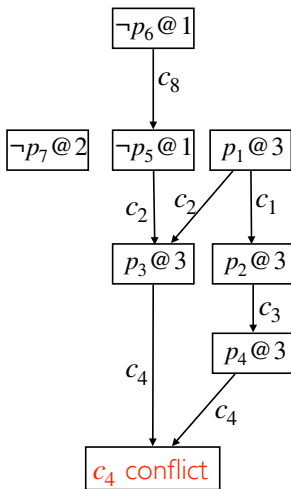 ¬p₆@1
c₈
¬p₇@2 ¬p₅@1 p₁@3
c₂ c₂ c₁
p₃@3 p₂@3
c₃
p₄@3
c₄
c₄
c₄ conflict